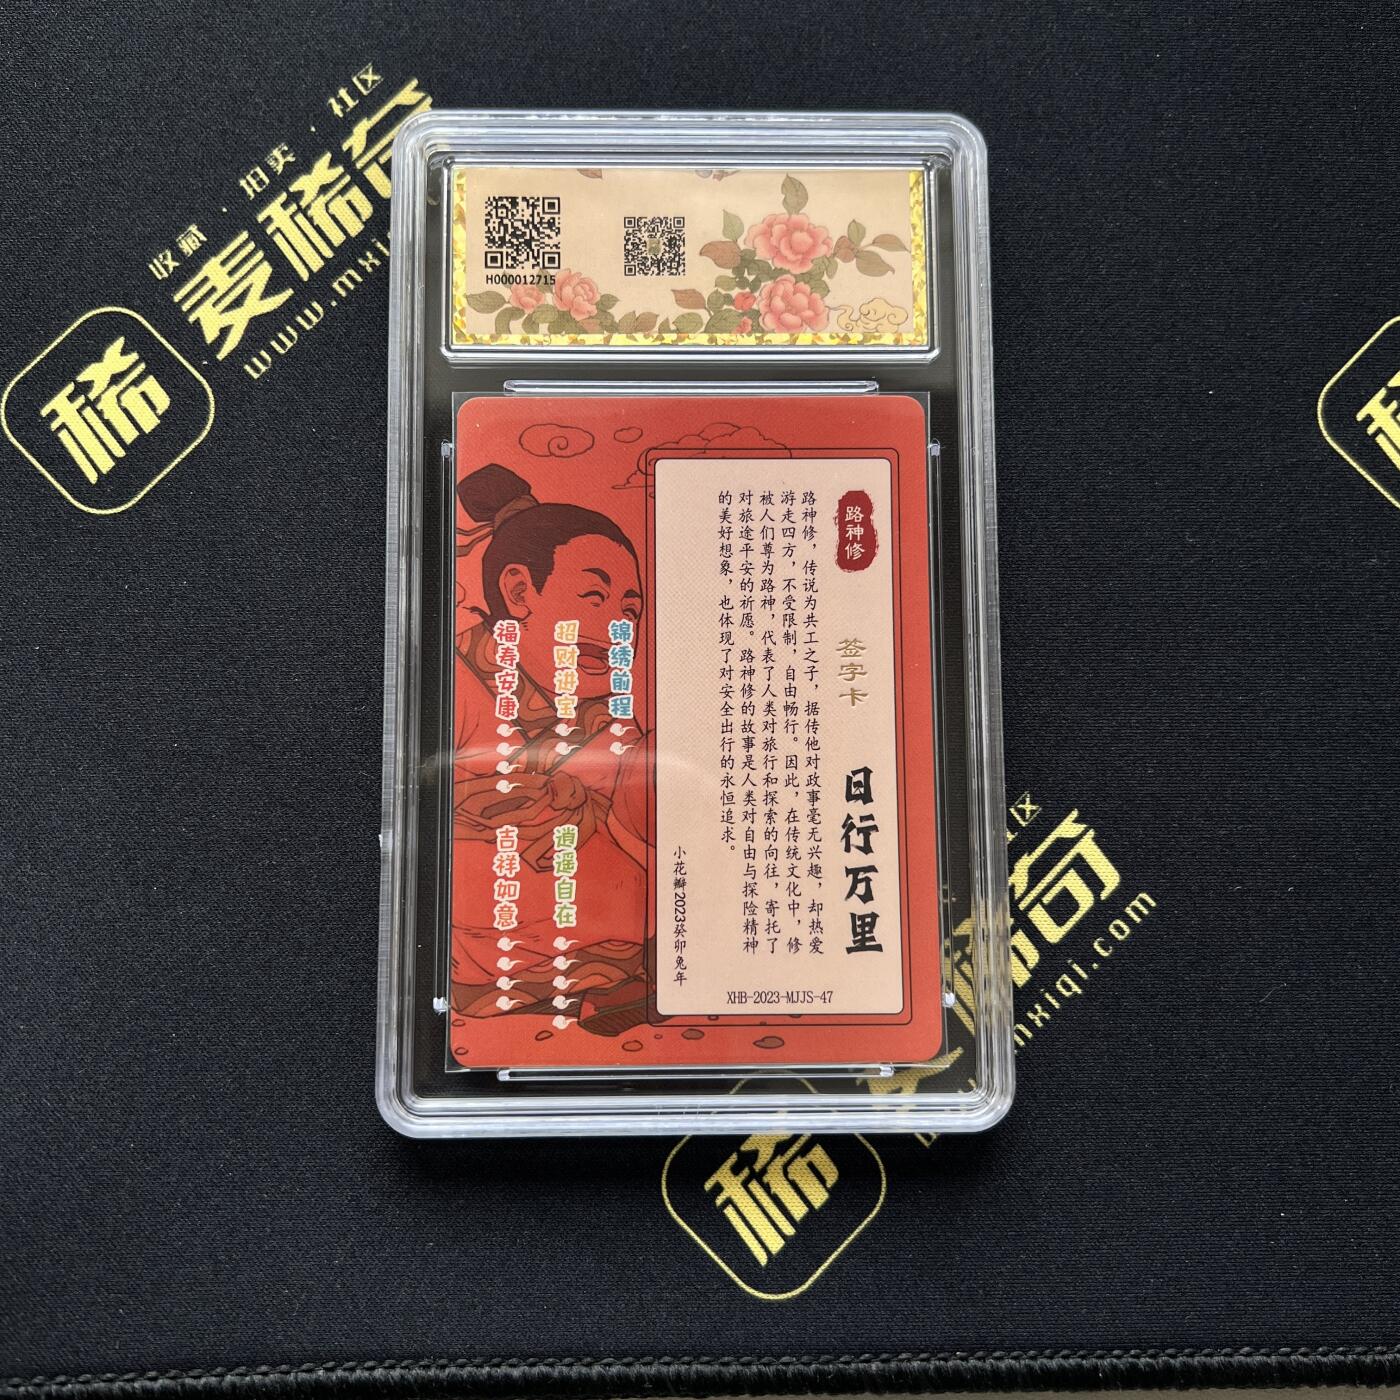 收藏 · 拍卖 · 社区
麦稀奇
www.mxi
稀
H000012715
路神修
签字卡
日行万里
路神修，传说为共工之子，据传他对政事毫无兴趣，却热爱
游走四方，不受限制，自由畅行。因此，在传统文化中，修
被人们尊为路神，代表了人类对旅行和探索的向往，寄托了
对旅途平安的祈愿。路神修的故事是人类对自由与探险精神
的美好想象，也体现了对安全出行的永恒追求。
小花瓣2023癸卯兔年
XHB-2023-MJJS-47
锦绣前程
招财进宝
福寿安康
逍遥自在
吉祥如意
社区
稀奇
mxiqi.com
稀